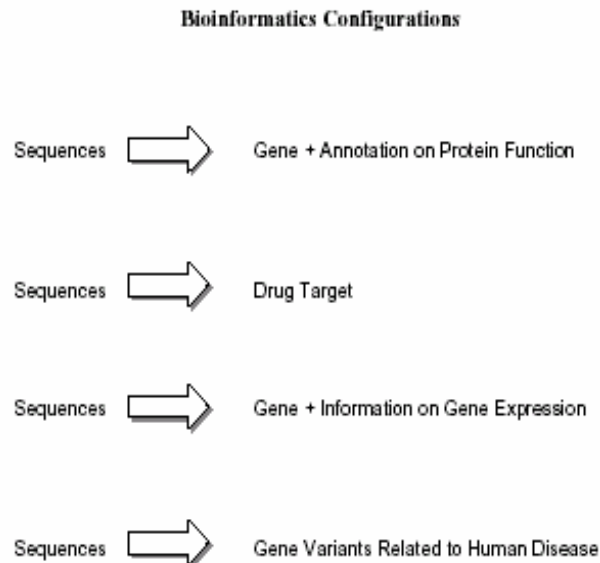 Bioinformatics Configurations
Sequences Gene + Annotation on Protein Function
Sequences Drug Target
Sequences Gene + Information on Gene Expression
Sequences Gene Variants Related to Human Disease